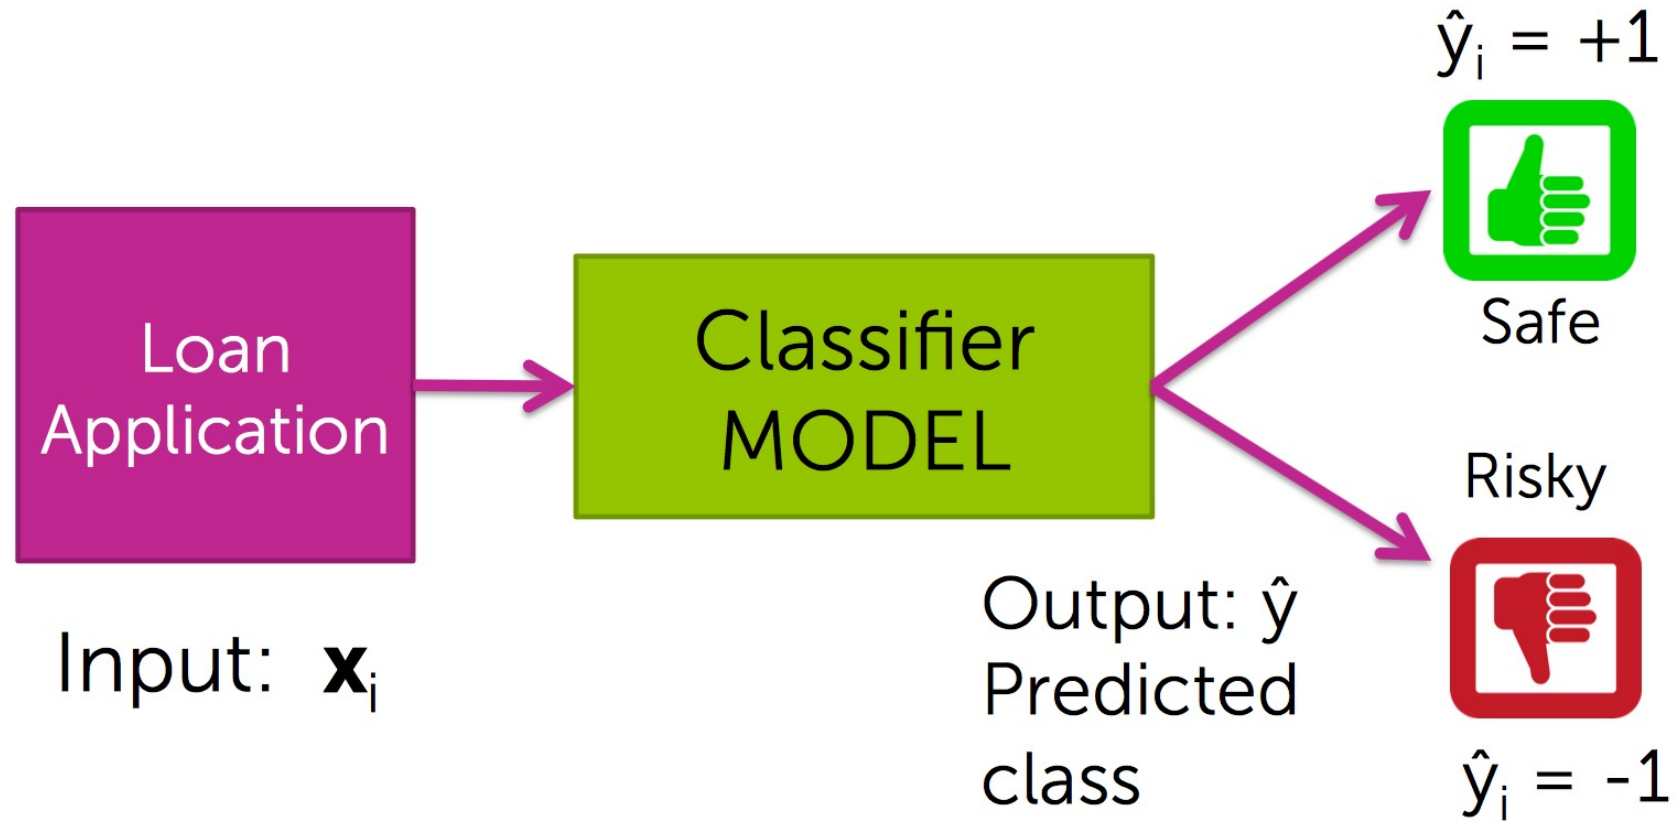 ŷᵢ = +1
Safe
Loan
Application
Classifier
MODEL
Risky
Input: xᵢ
Output: ŷ
Predicted
class
ŷᵢ = -1